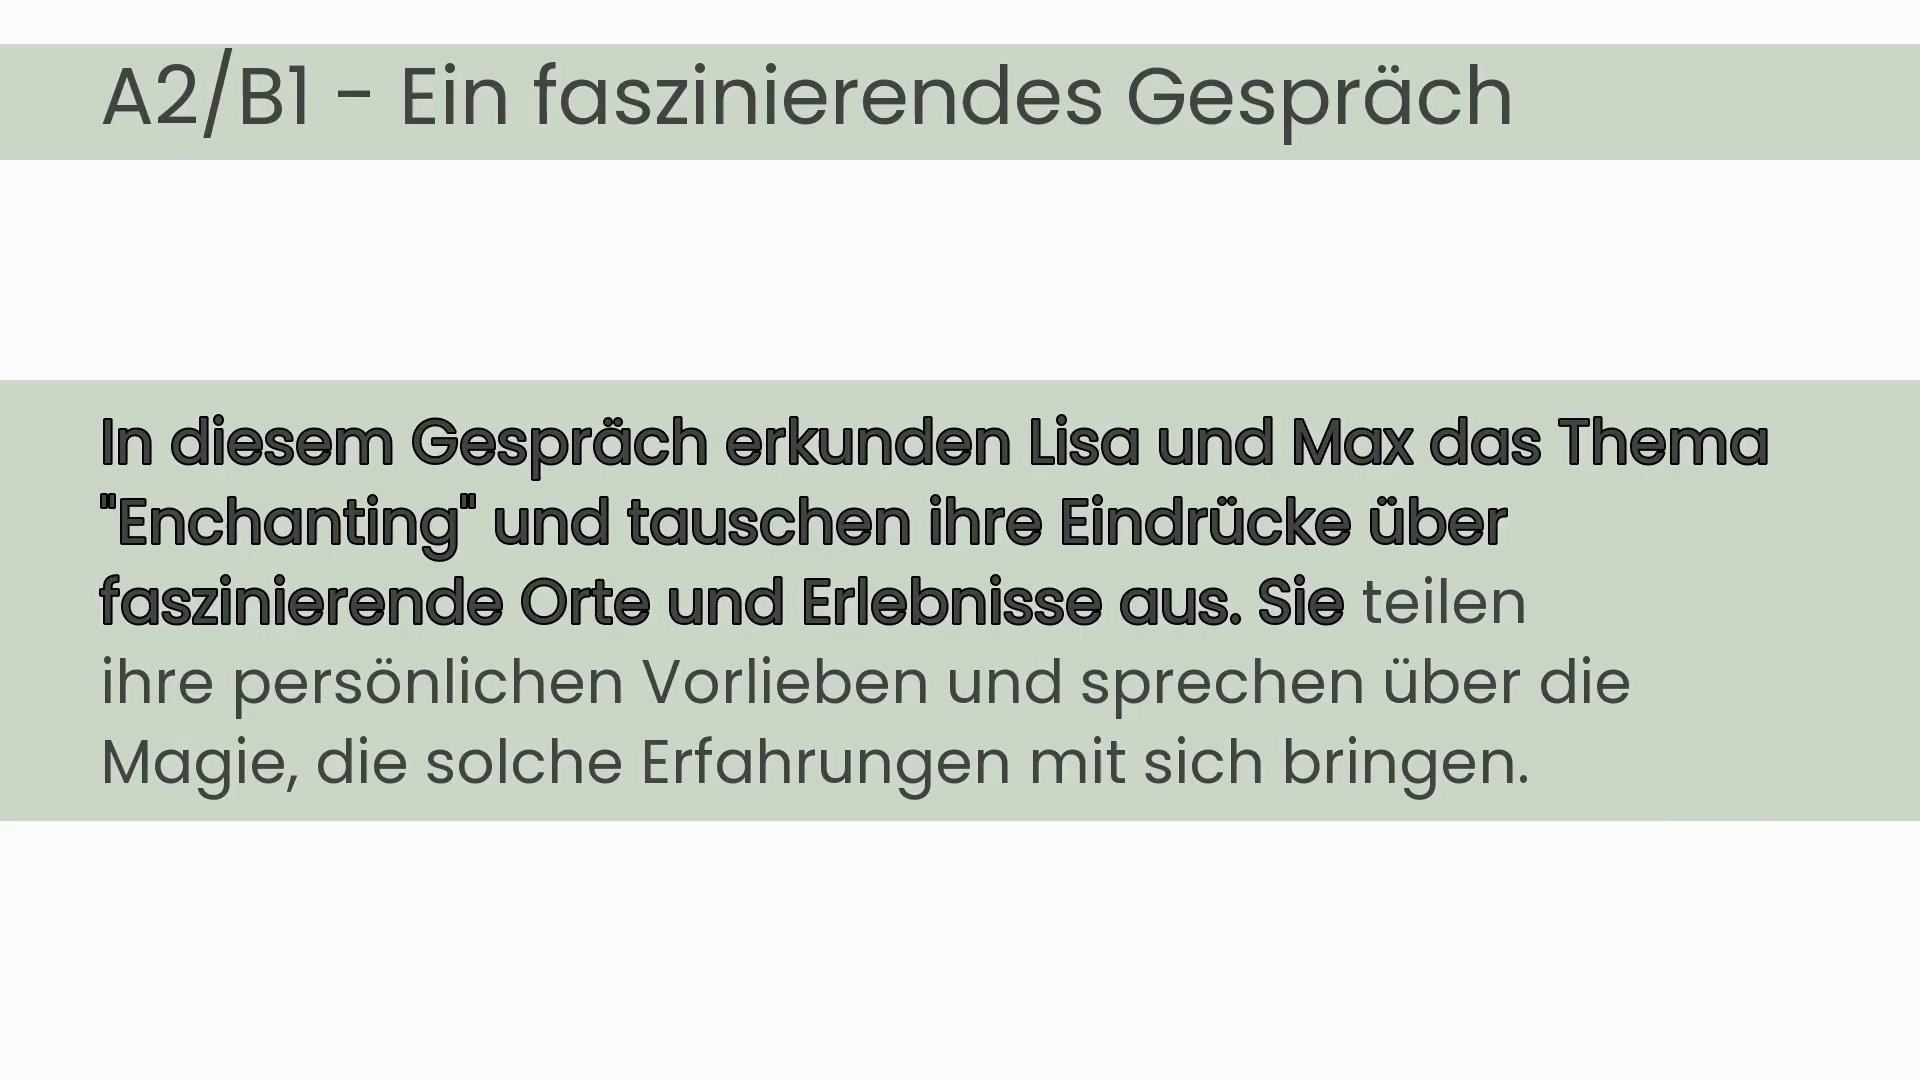 A2/B1 - Ein faszinierendes Gespräch
In diesem Gespräch erkunden Lisa und Max das Thema
"Enchanting" und tauschen ihre Eindrücke über
faszinierende Orte und Erlebnisse aus. Sie teilen
ihre persönlichen Vorlieben und sprechen über die
Magie, die solche Erfahrungen mit sich bringen.